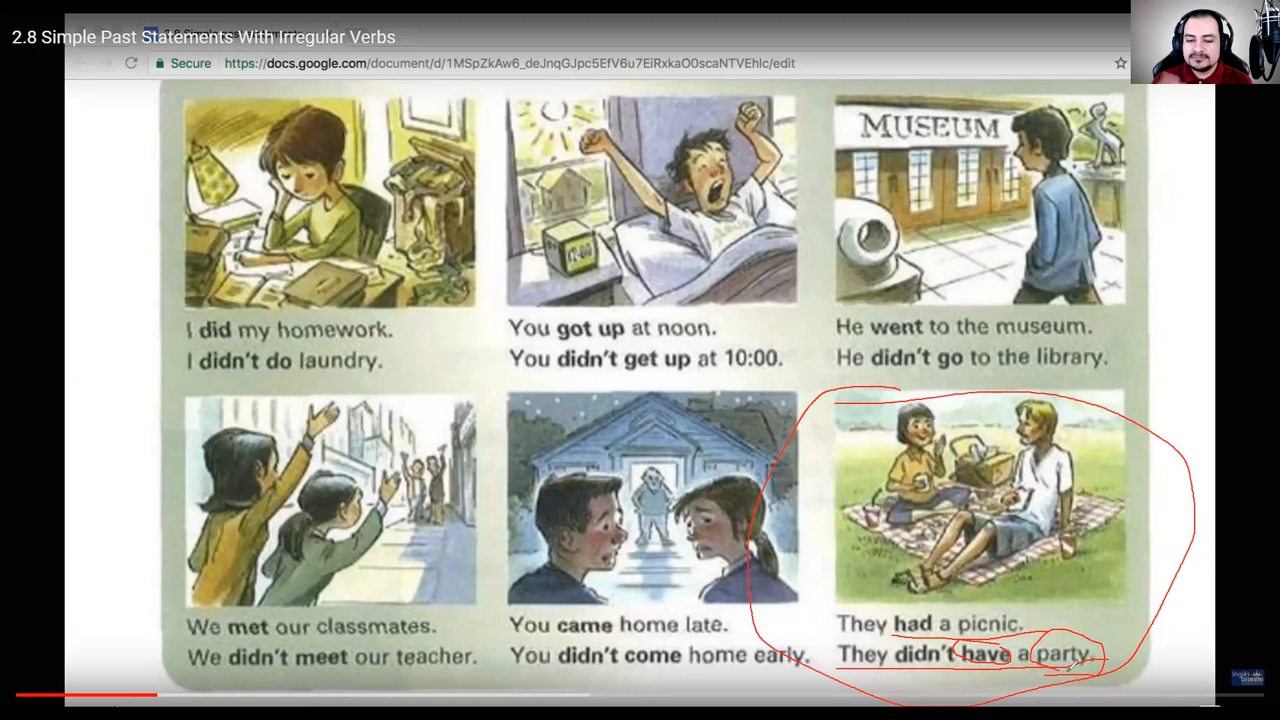 2.8 Simple Past Statements With Irregular Verbs
Secure https://docs.google.com/document/d/1MSpZkAw6_deJnqGJpc5EfV6u7EiRxkaO0scaNTVEhlc/edit
MUSEUM
12:00
I did my homework.
I didn't do laundry.
You got up at noon.
You didn't get up at 10:00.
He went to the museum.
He didn't go to the library.
We met our classmates.
We didn't meet our teacher.
You came home late.
You didn't come home early.
They had a picnic.
They didn't have a party.